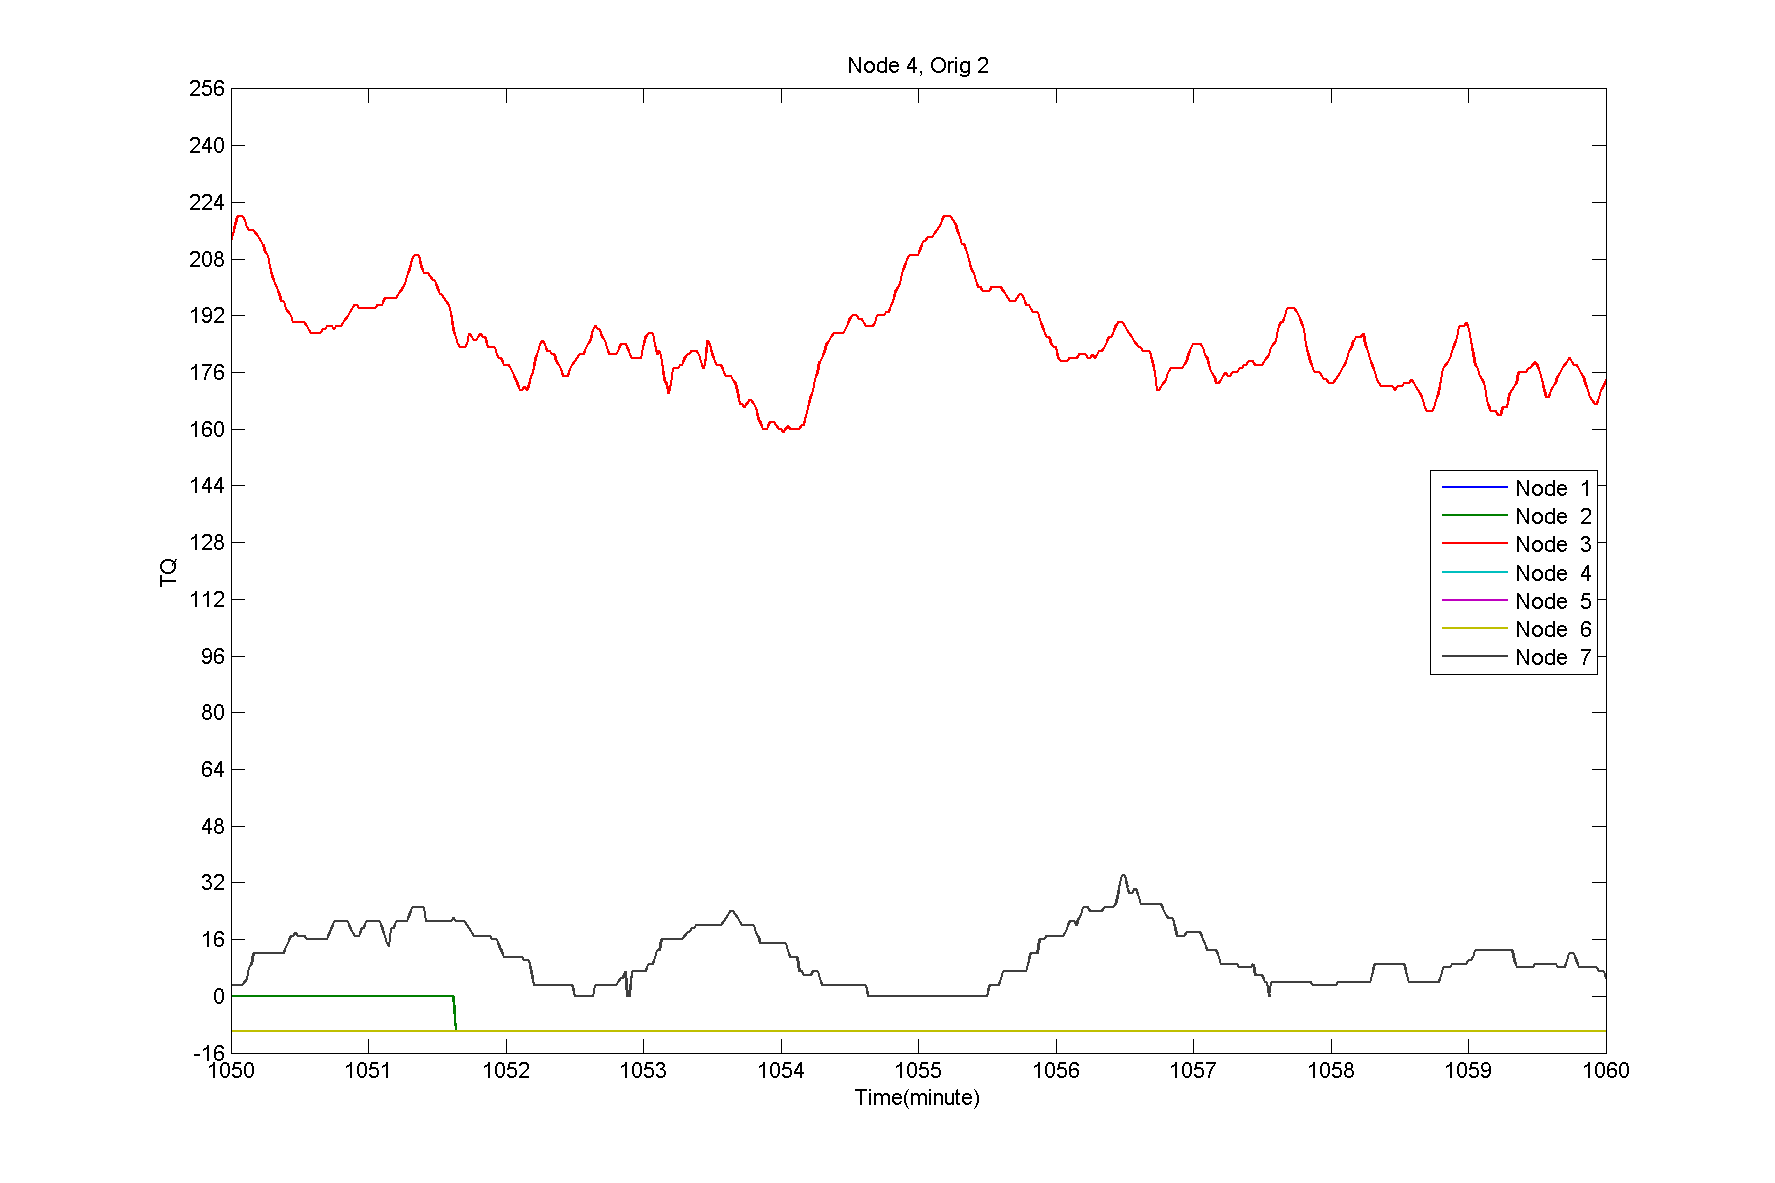 Node 4, Orig 2
256
240
224
208
192
176
160
144
128
112
96
80
64
48
32
16
0
-16
TQ
Node 1
Node 2
Node 3
Node 4
Node 5
Node 6
Node 7
1050 1051 1052 1053 1054 1055 1056 1057 1058 1059 1060
Time(minute)